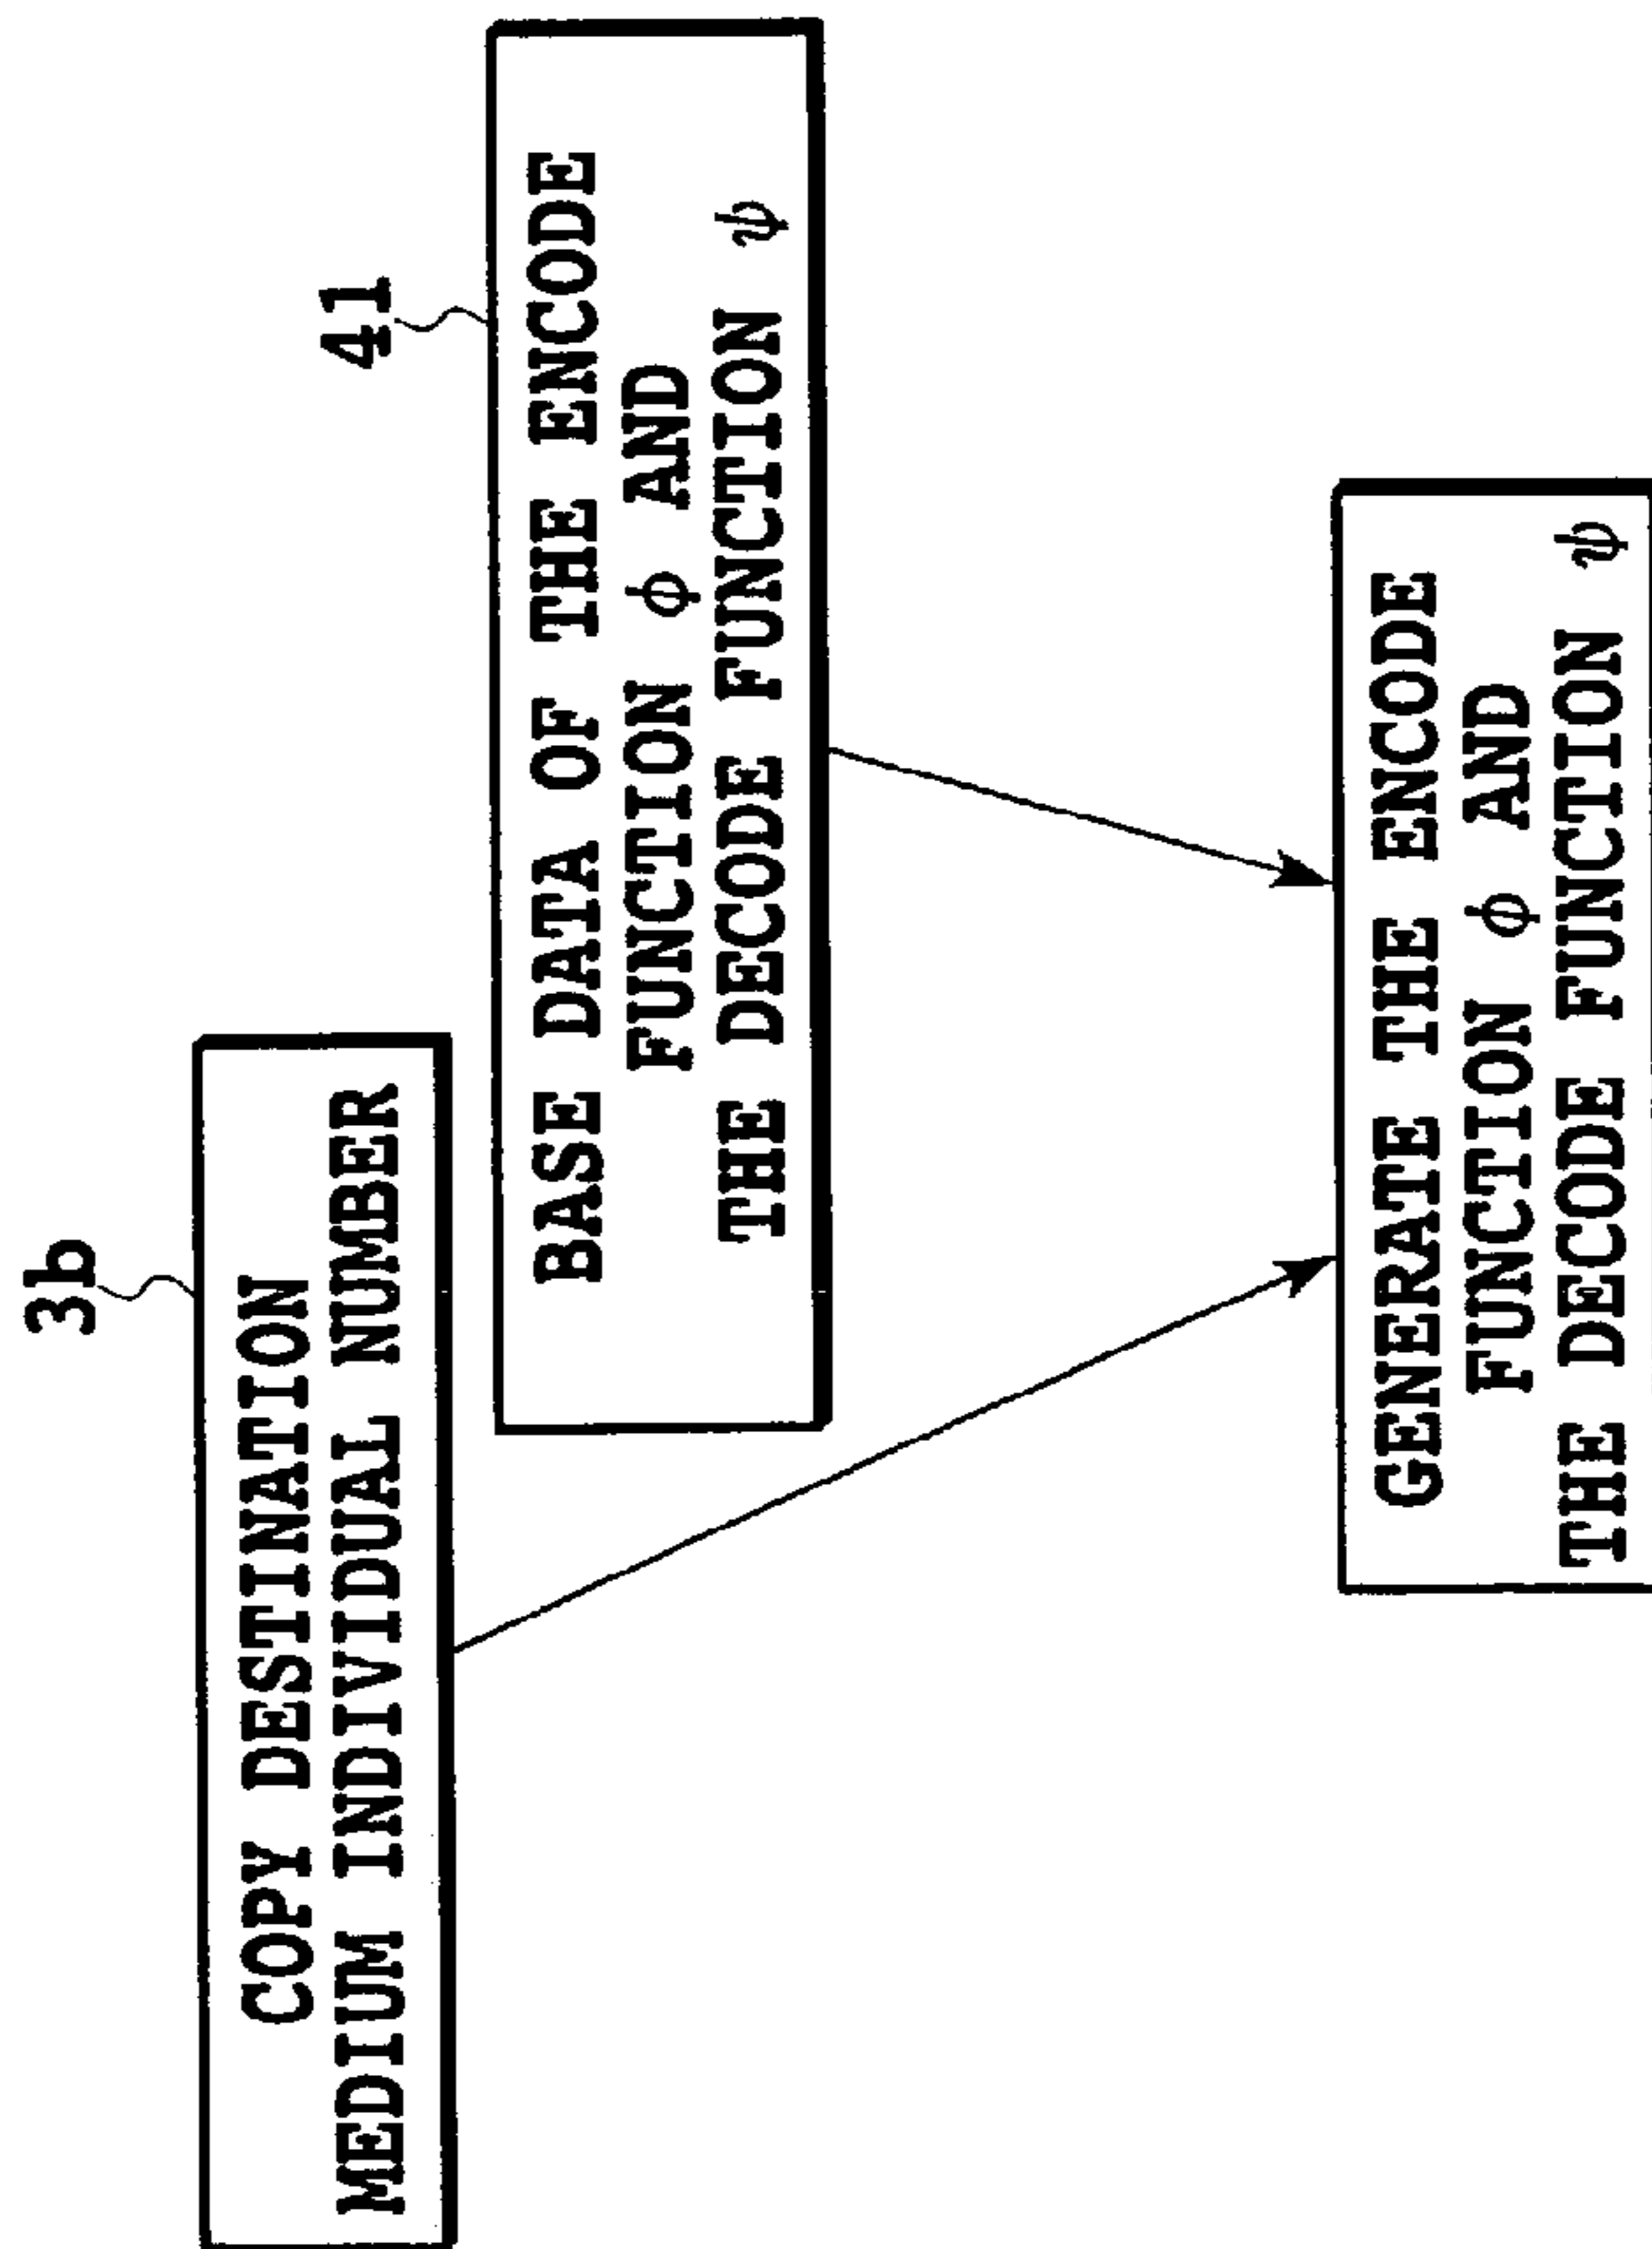 3b
COPY DESTINATION
MEDIUM INDIVIDUAL NUMBER
41
BASE DATA OF THE ENCODE
FUNCTION φ AND
THE DECODE FUNCTION ψ
GENERATE THE ENCODE
FUNCTION φ AND
THE DECODE FUNCTION ψ